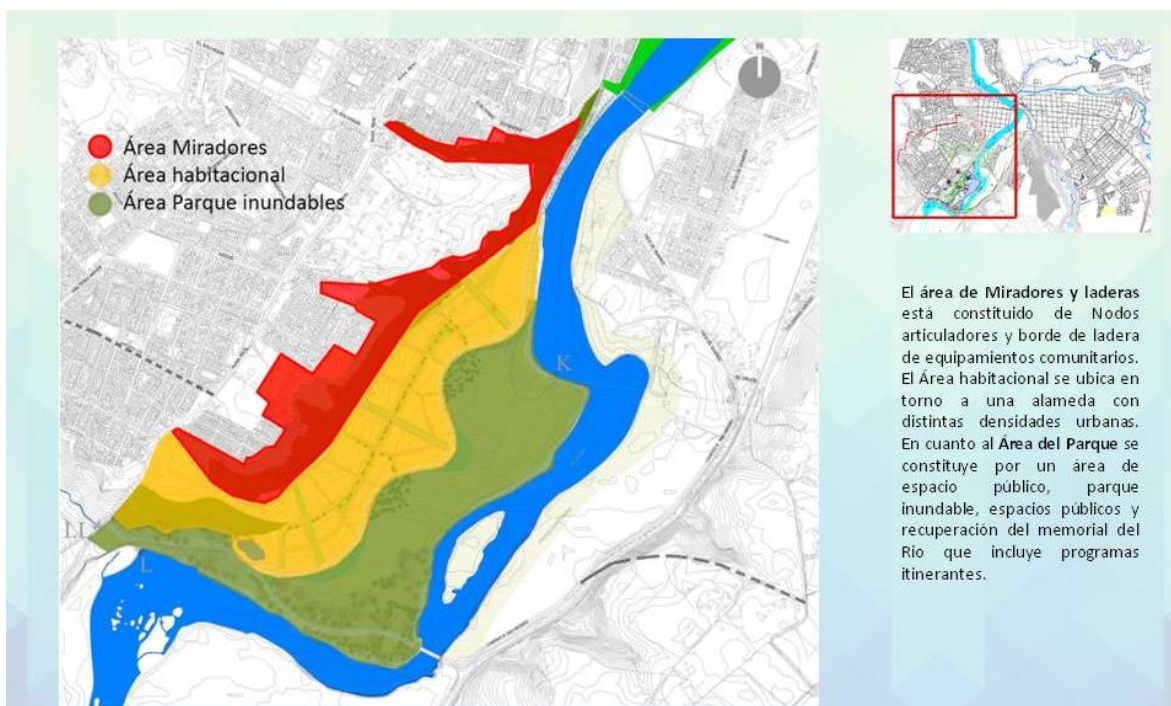 N
Área Miradores
Área habitacional
Área Parque inundables
K
LL
L
El área de Miradores y laderas
está constituido de Nodos
articuladores y borde de ladera
de equipamientos comunitarios.
El Área habitacional se ubica en
torno a una alameda con
distintas densidades urbanas.
En cuanto al Área del Parque se
constituye por un área de
espacio público, parque
inundable, espacios públicos y
recuperación del memorial del
Rio que incluye programas
itinerantes.